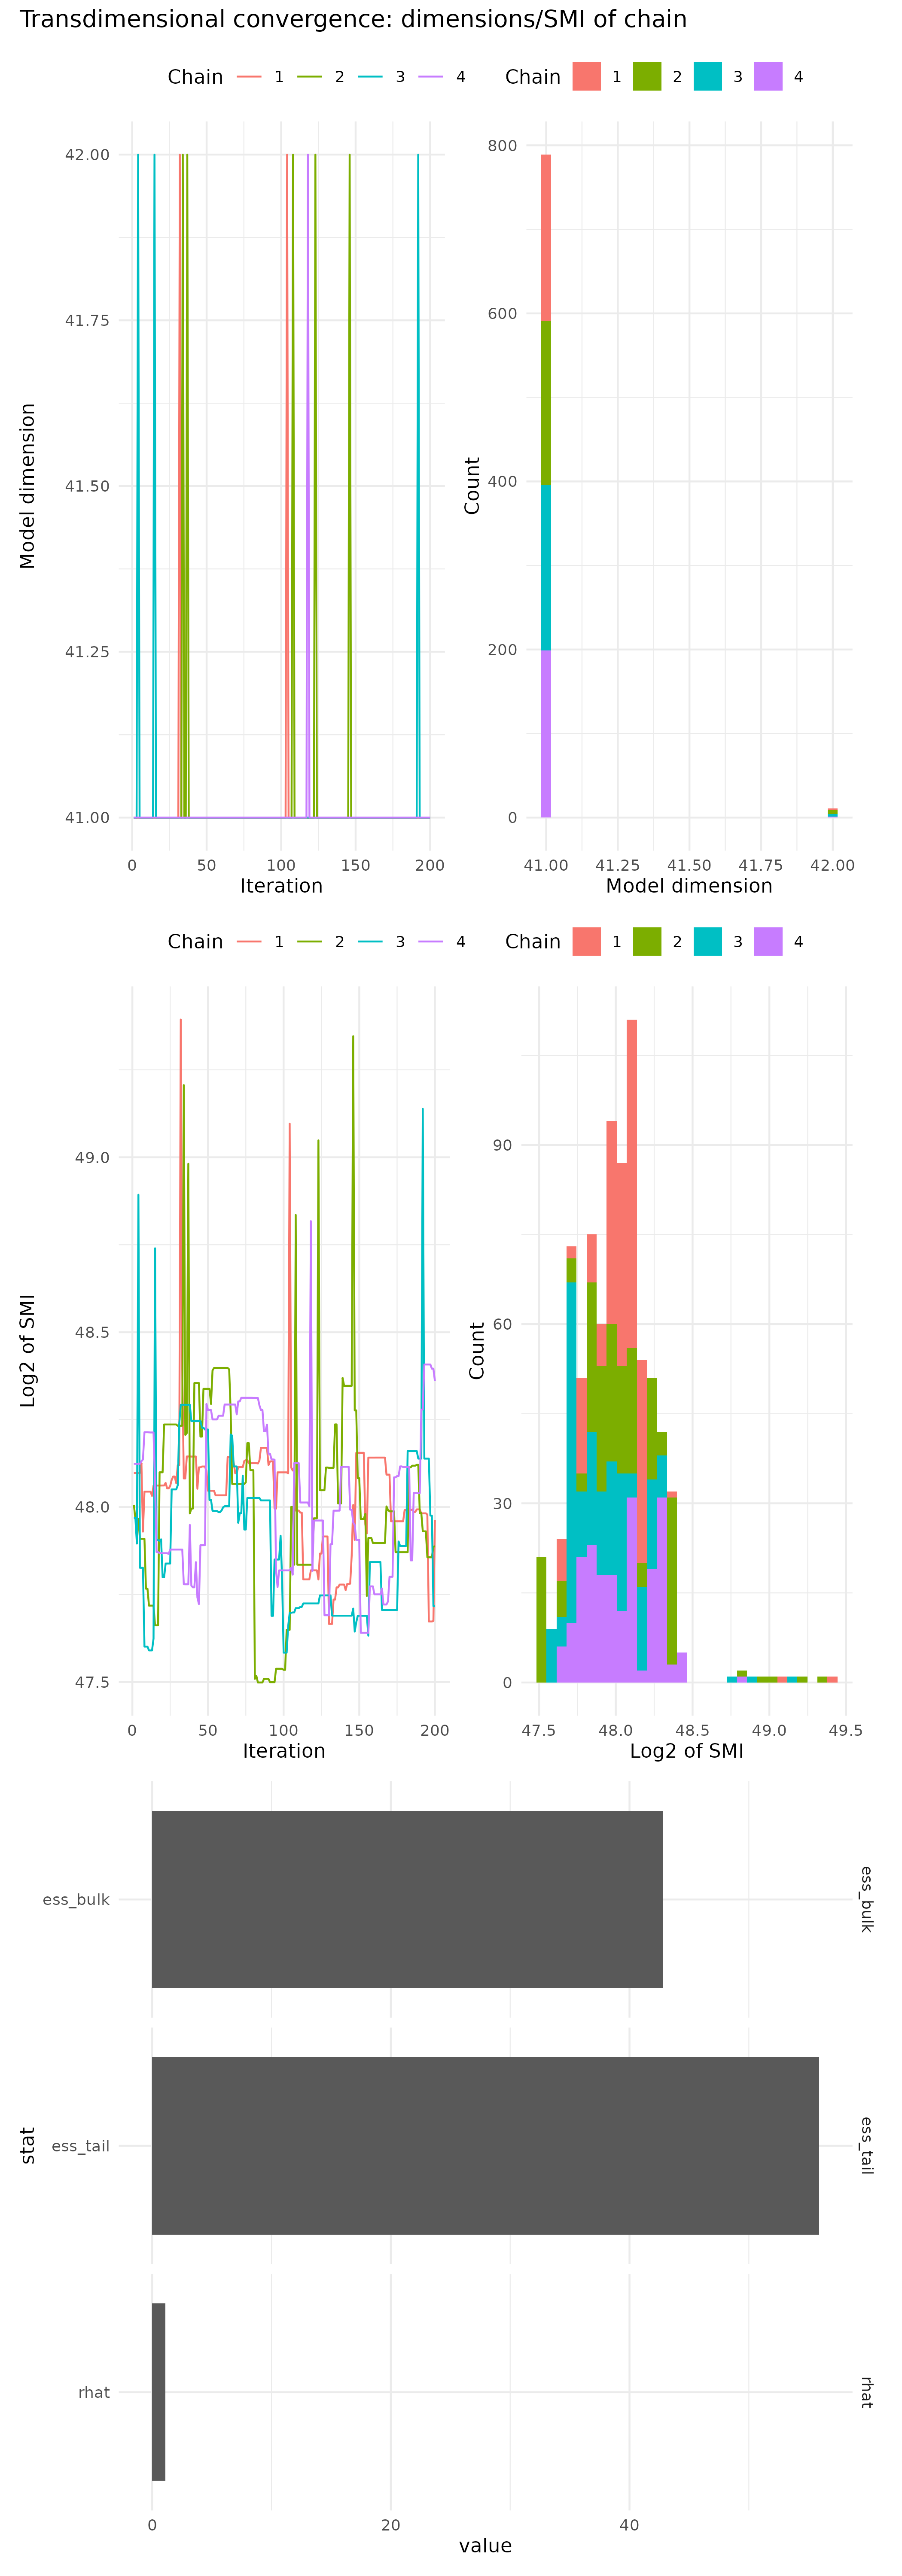 Transdimensional convergence: dimensions/SMI of chain
Chain 1 2 3 4
Chain 1 2 3 4
42.00
41.75
41.50
41.25
41.00
Model dimension
0 50 100 150 200
Iteration
800
600
400
200
0
Count
41.00 41.25 41.50 41.75 42.00
Model dimension
Chain 1 2 3 4
Chain 1 2 3 4
49.0
48.5
48.0
47.5
Log2 of SMI
0 50 100 150 200
Iteration
90
60
30
0
Count
47.5 48.0 48.5 49.0 49.5
Log2 of SMI
stat
ess_bulk
ess_bulk
ess_tail
ess_tail
rhat
rhat
0 20 40
value